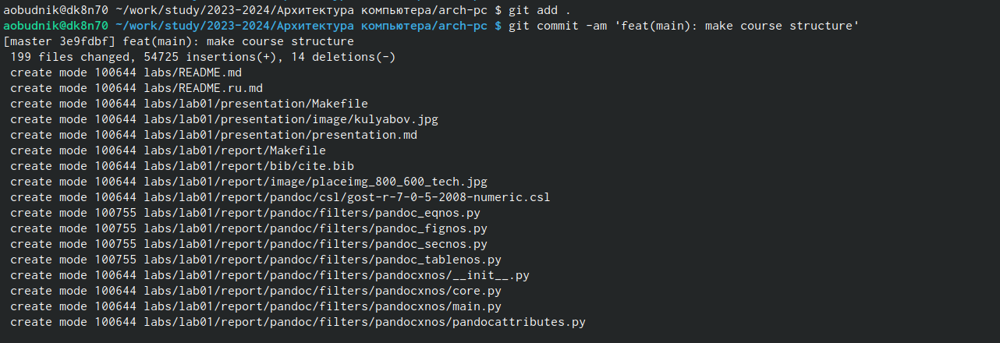 aobudnik@dk8n70 ~/work/study/2023-2024/Архитектура компьютера/arch-pc $ git add .
aobudnik@dk8n70 ~/work/study/2023-2024/Архитектура компьютера/arch-pc $ git commit -am 'feat(main): make course structure'
[master 3e9fdbf] feat(main): make course structure
 199 files changed, 54725 insertions(+), 14 deletions(-)
 create mode 100644 labs/README.md
 create mode 100644 labs/README.ru.md
 create mode 100644 labs/lab01/presentation/Makefile
 create mode 100644 labs/lab01/presentation/image/kulyabov.jpg
 create mode 100644 labs/lab01/presentation/presentation.md
 create mode 100644 labs/lab01/report/Makefile
 create mode 100644 labs/lab01/report/bib/cite.bib
 create mode 100644 labs/lab01/report/image/placeimg_800_600_tech.jpg
 create mode 100644 labs/lab01/report/pandoc/csl/gost-r-7-0-5-2008-numeric.csl
 create mode 100755 labs/lab01/report/pandoc/filters/pandoc_eqnos.py
 create mode 100755 labs/lab01/report/pandoc/filters/pandoc_fignos.py
 create mode 100755 labs/lab01/report/pandoc/filters/pandoc_secnos.py
 create mode 100755 labs/lab01/report/pandoc/filters/pandoc_tablenos.py
 create mode 100644 labs/lab01/report/pandoc/filters/pandocxnos/__init__.py
 create mode 100644 labs/lab01/report/pandoc/filters/pandocxnos/core.py
 create mode 100644 labs/lab01/report/pandoc/filters/pandocxnos/main.py
 create mode 100644 labs/lab01/report/pandoc/filters/pandocxnos/pandocattributes.py